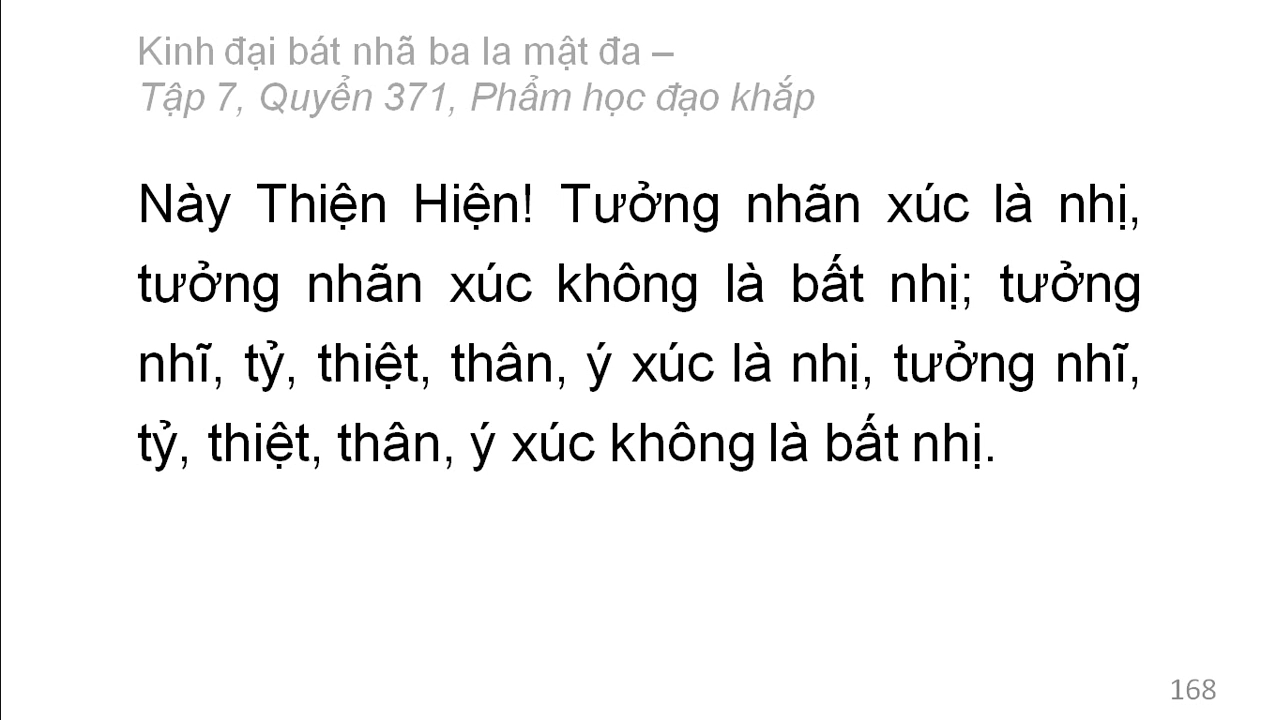 Kinh đại bát nhã ba la mật đa –
Tập 7, Quyển 371, Phẩm học đạo khắp
Này Thiện Hiện! Tưởng nhãn xúc là nhị,
tưởng nhãn xúc không là bất nhị; tưởng
nhĩ, tỷ, thiệt, thân, ý xúc là nhị, tưởng nhĩ,
tỷ, thiệt, thân, ý xúc không là bất nhị.
168